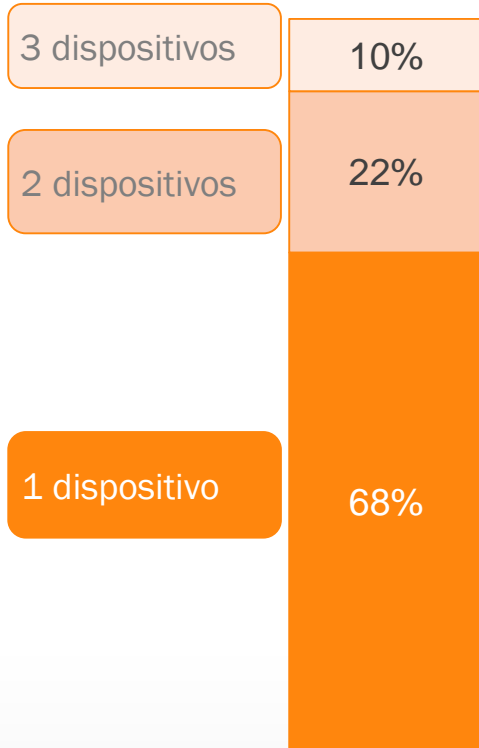 3 dispositivos
10%
2 dispositivos
22%
1 dispositivo
68%